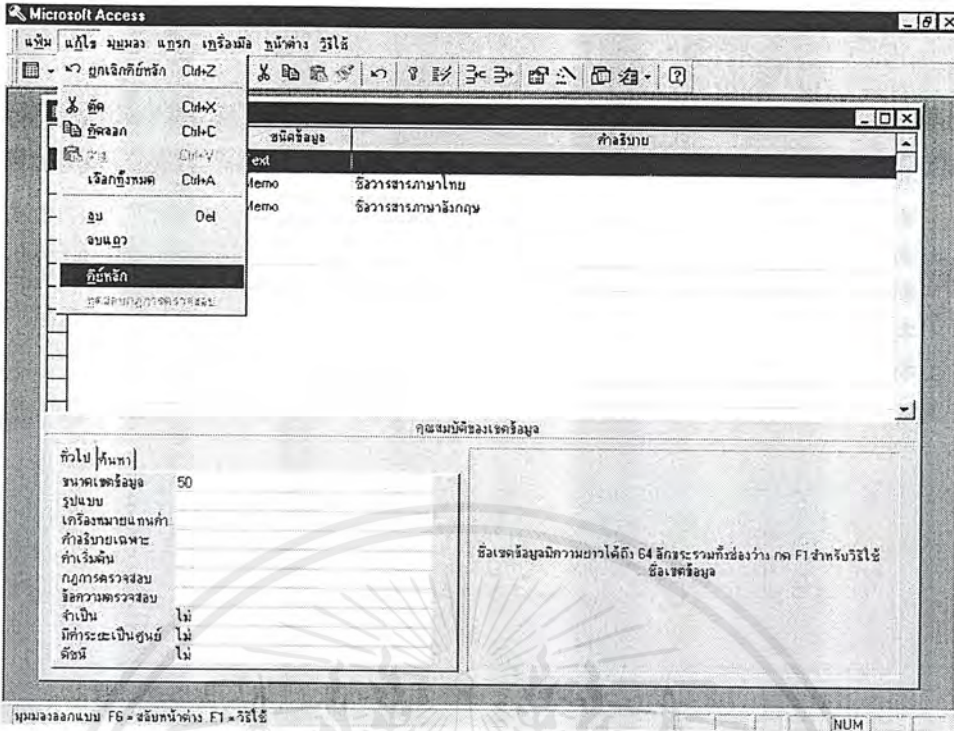 Microsoft Access
แฟ้ม แก้ไข มุมมอง แทรก เครื่องมือ หน้าต่าง วิธีใช้
ยกเลิกคีย์หลัก Ctrl+Z
ตัด Ctrl+X
คัดลอก Ctrl+C
วาง Ctrl+V
เลือกทั้งหมด Ctrl+A
ลบ Del
ลบแถว
คีย์หลัก
ทดสอบกฎการตรวจสอบ
ชนิดข้อมูล คำอธิบาย
Text
Memo ชื่อวารสารภาษาไทย
Memo ชื่อวารสารภาษาอังกฤษ
คุณสมบัติของเขตข้อมูล
ทั่วไป ค้นหา
ขนาดเขตข้อมูล 50
รูปแบบ
เครื่องหมายแทนค่า
คำอธิบายเฉพาะ
ค่าเริ่มต้น
กฎการตรวจสอบ
ข้อความตรวจสอบ
จำเป็น ไม่
มีค่าระยะเป็นศูนย์ ไม่
ดัชนี ไม่
ชื่อเขตข้อมูลมีความยาวได้ถึง 64 อักขระรวมทั้งช่องว่าง กด F1 สำหรับวิธีใช้
ชื่อเขตข้อมูล
มุมมองออกแบบ F6 = สลับหน้าต่าง F1 = วิธีใช้
NUM